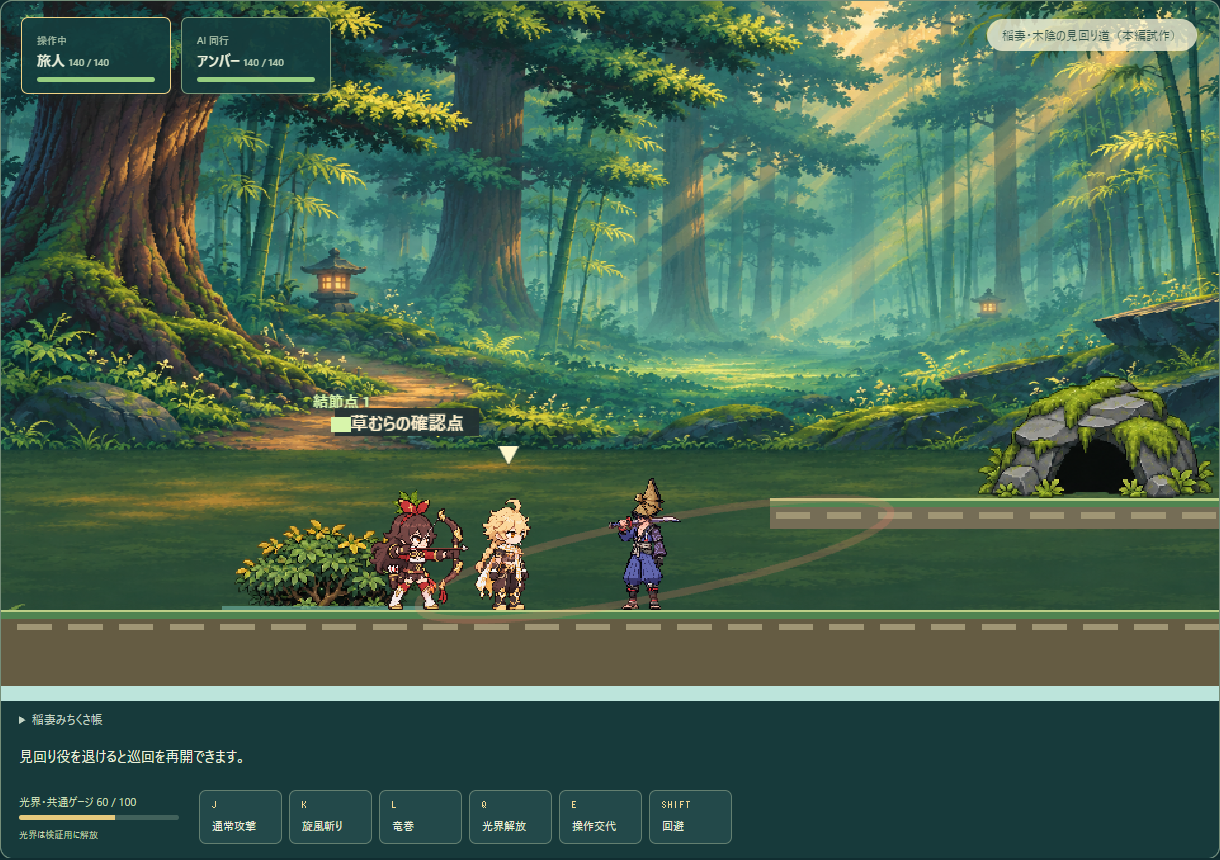 操作中
旅人 140 / 140
AI 同行
アンバー 140 / 140
稲妻・木陰の見回り道（本編試作）
結節点 1
草むらの確認点
▶ 稲妻みちくさ帳
見回り役を退けると巡回を再開できます。
光界・共通ゲージ 60 / 100
光界は検証用に解放
J
通常攻撃
K
旋風斬り
L
竜巻
Q
光界解放
E
操作交代
SHIFT
回避